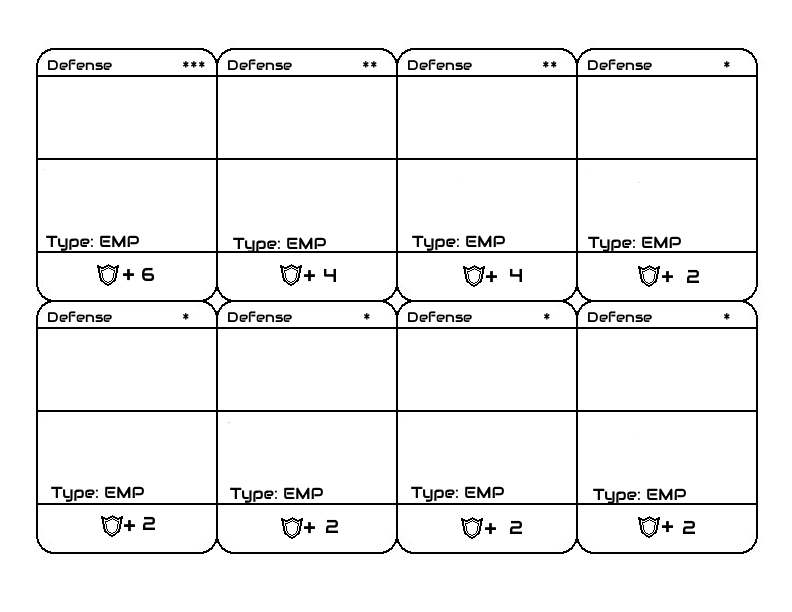 Defense ***
Type: EMP
+ 6
Defense **
Type: EMP
+ 4
Defense **
Type: EMP
+ 4
Defense *
Type: EMP
+ 2
Defense *
Type: EMP
+ 2
Defense *
Type: EMP
+ 2
Defense *
Type: EMP
+ 2
Defense *
Type: EMP
+ 2